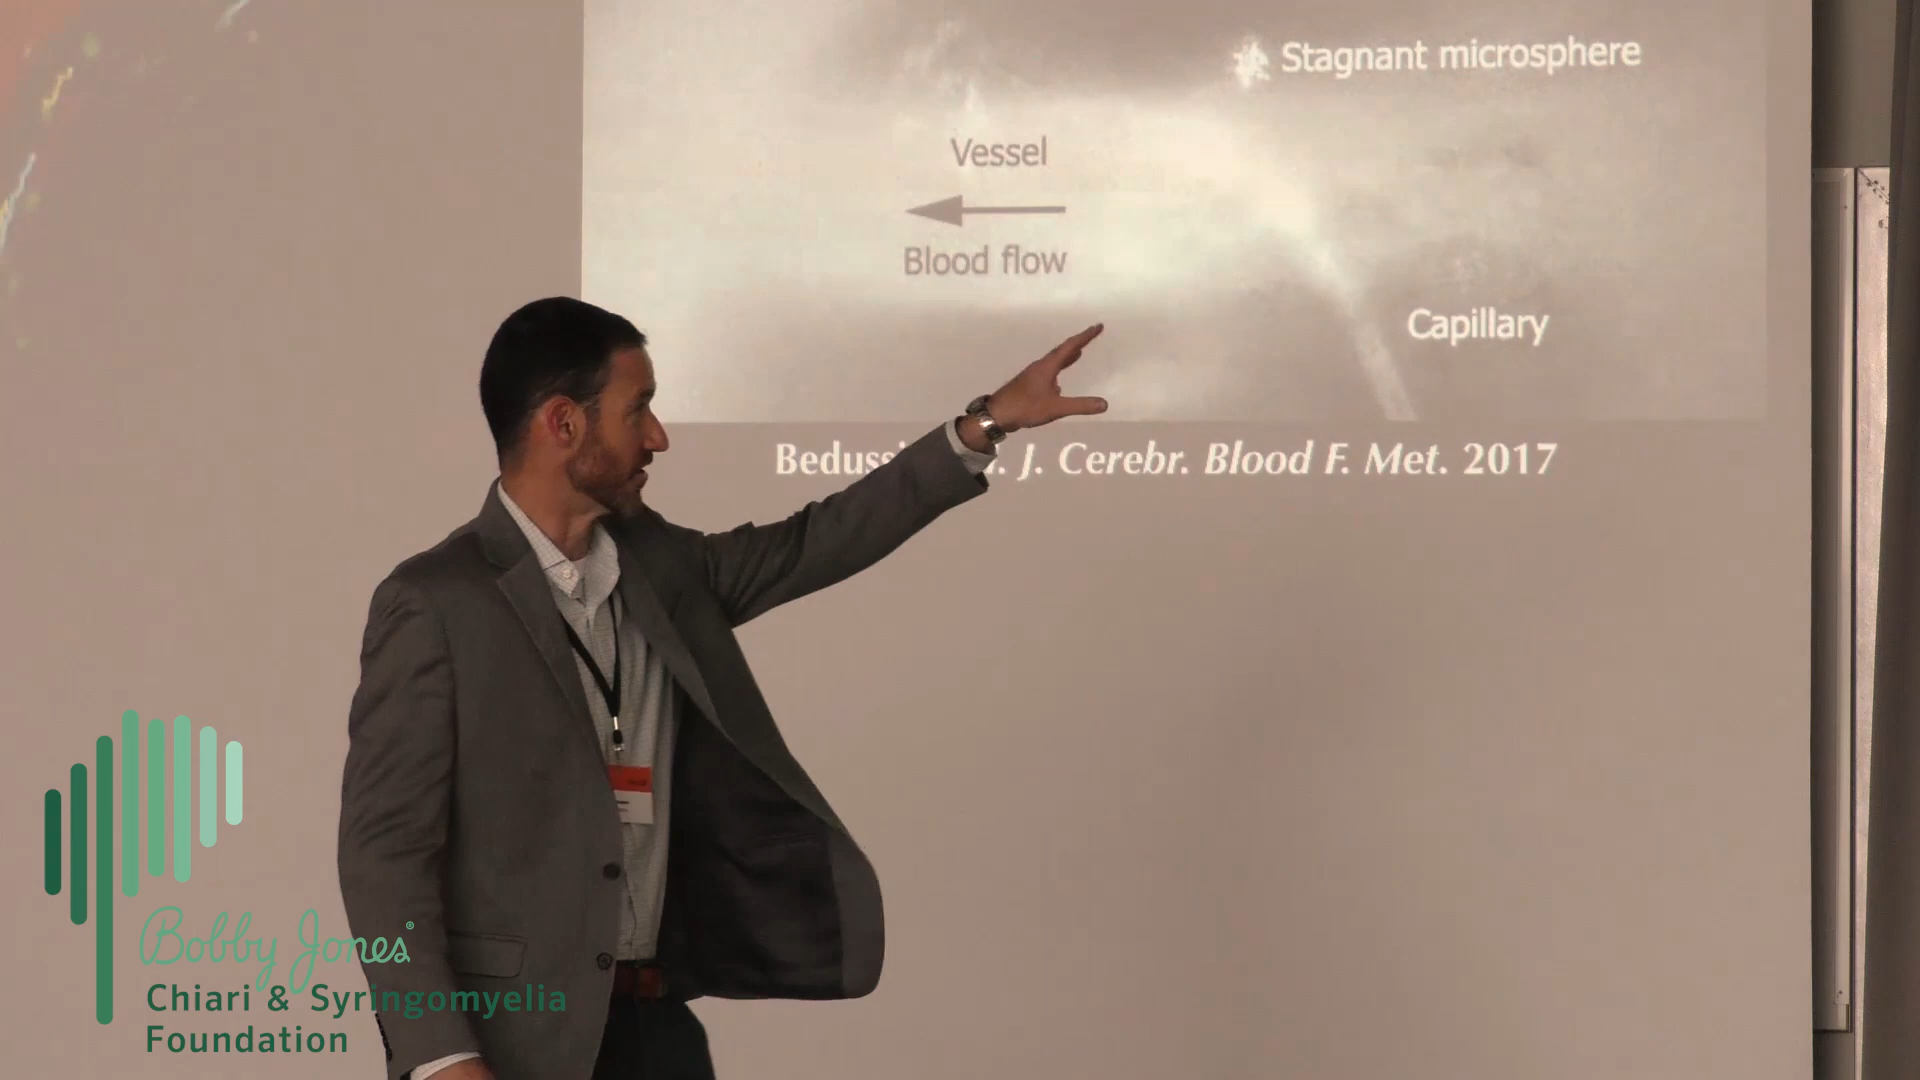 Stagnant microsphere
Vessel
Blood flow
Capillary
J. Cerebr. Blood F. Met. 2017
Bobby Jones®
Chiari & Syringomyelia
Foundation